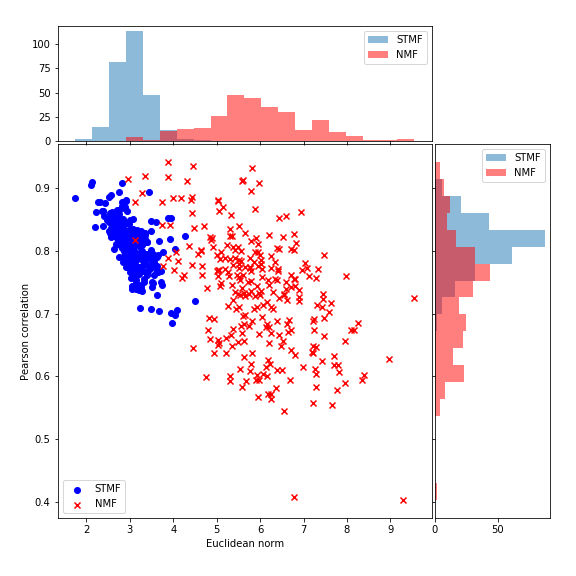 100
75
50
25
0
STMF
NMF
0.9
0.8
0.7
0.6
0.5
0.4
Pearson correlation
STMF
NMF
2 3 4 5 6 7 8 9
Euclidean norm
STMF
NMF
0 50